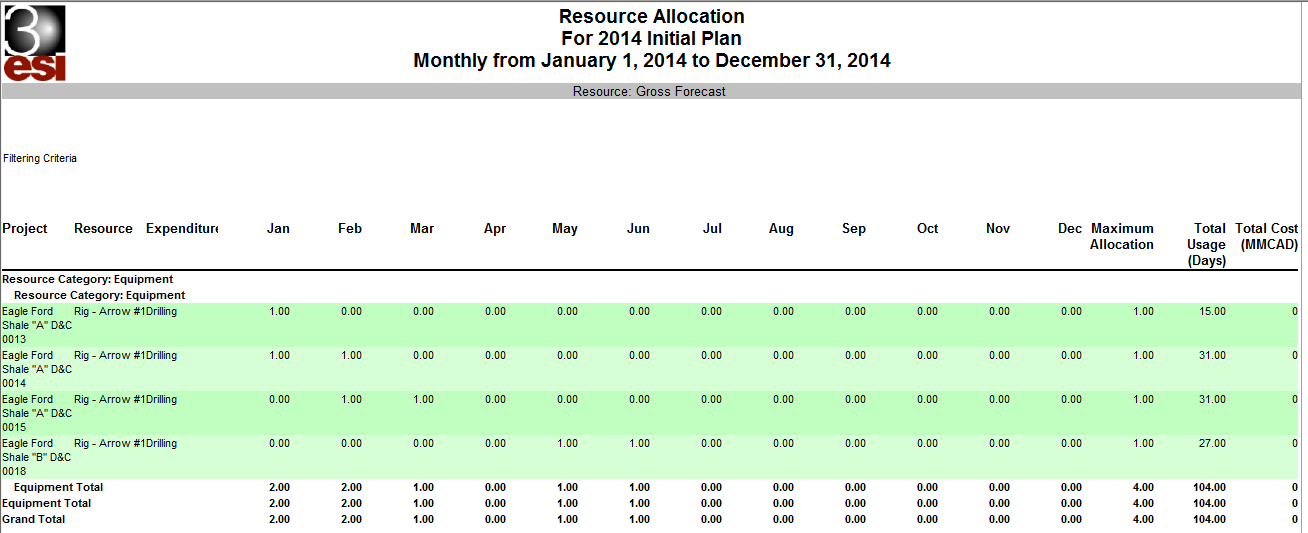 3
esi
Resource Allocation
For 2014 Initial Plan
Monthly from January 1, 2014 to December 31, 2014
Resource: Gross Forecast
Filtering Criteria
Project Resource Expenditure Jan Feb Mar Apr May Jun Jul Aug Sep Oct Nov Dec Maximum Total Total Cost
Allocation Usage (MMCAD)
(Days)
Resource Category: Equipment
Resource Category: Equipment
Eagle Ford Rig - Arrow #1Drilling 1.00 0.00 0.00 0.00 0.00 0.00 0.00 0.00 0.00 0.00 0.00 0.00 1.00 15.00 0
Shale "A" D&C
0013
Eagle Ford Rig - Arrow #1Drilling 1.00 1.00 0.00 0.00 0.00 0.00 0.00 0.00 0.00 0.00 0.00 0.00 1.00 31.00 0
Shale "A" D&C
0014
Eagle Ford Rig - Arrow #1Drilling 0.00 1.00 1.00 0.00 0.00 0.00 0.00 0.00 0.00 0.00 0.00 0.00 1.00 31.00 0
Shale "A" D&C
0015
Eagle Ford Rig - Arrow #1Drilling 0.00 0.00 0.00 0.00 1.00 1.00 0.00 0.00 0.00 0.00 0.00 0.00 1.00 27.00 0
Shale "B" D&C
0018
Equipment Total 2.00 2.00 1.00 0.00 1.00 1.00 0.00 0.00 0.00 0.00 0.00 0.00 4.00 104.00 0
Equipment Total 2.00 2.00 1.00 0.00 1.00 1.00 0.00 0.00 0.00 0.00 0.00 0.00 4.00 104.00 0
Grand Total 2.00 2.00 1.00 0.00 1.00 1.00 0.00 0.00 0.00 0.00 0.00 0.00 4.00 104.00 0